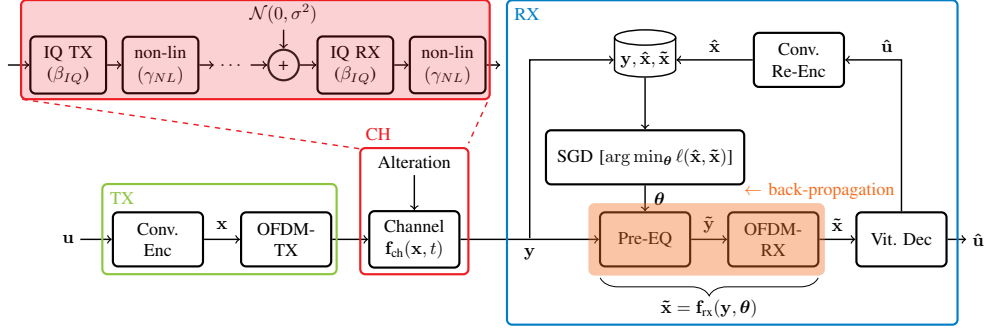 N(0, σ²)
IQ TX
(β_IQ)
non-lin
(γ_NL)
· · ·
+
IQ RX
(β_IQ)
non-lin
(γ_NL)
RX
y, x̂, x̃
x̂
Conv.
Re-Enc
û
SGD [arg min_θ ℓ(x̂, x̃)]
← back-propagation
θ
CH
Alteration
Channel
f_ch(x, t)
TX
u
Conv.
Enc
x
OFDM-
TX
y
Pre-EQ
ỹ
OFDM-
RX
x̃
Vit. Dec
û
x̃ = f_rx(y, θ)